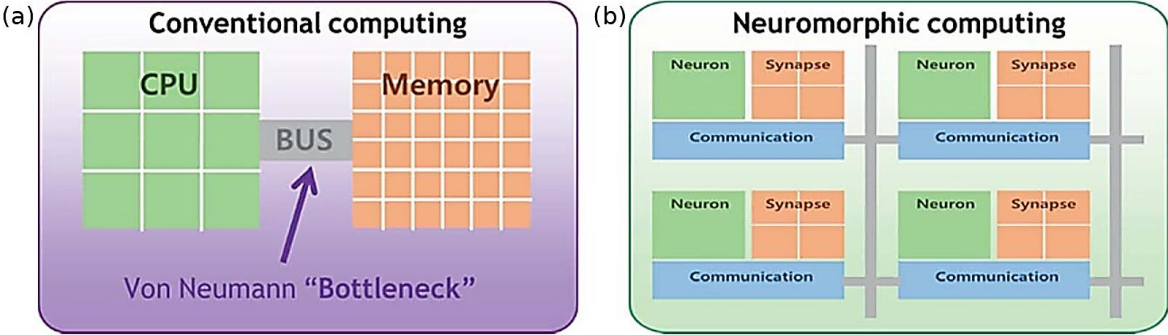 (a)
Conventional computing
CPU
BUS
Memory
Von Neumann “Bottleneck”
(b)
Neuromorphic computing
Neuron
Synapse
Communication
Neuron
Synapse
Communication
Neuron
Synapse
Communication
Neuron
Synapse
Communication